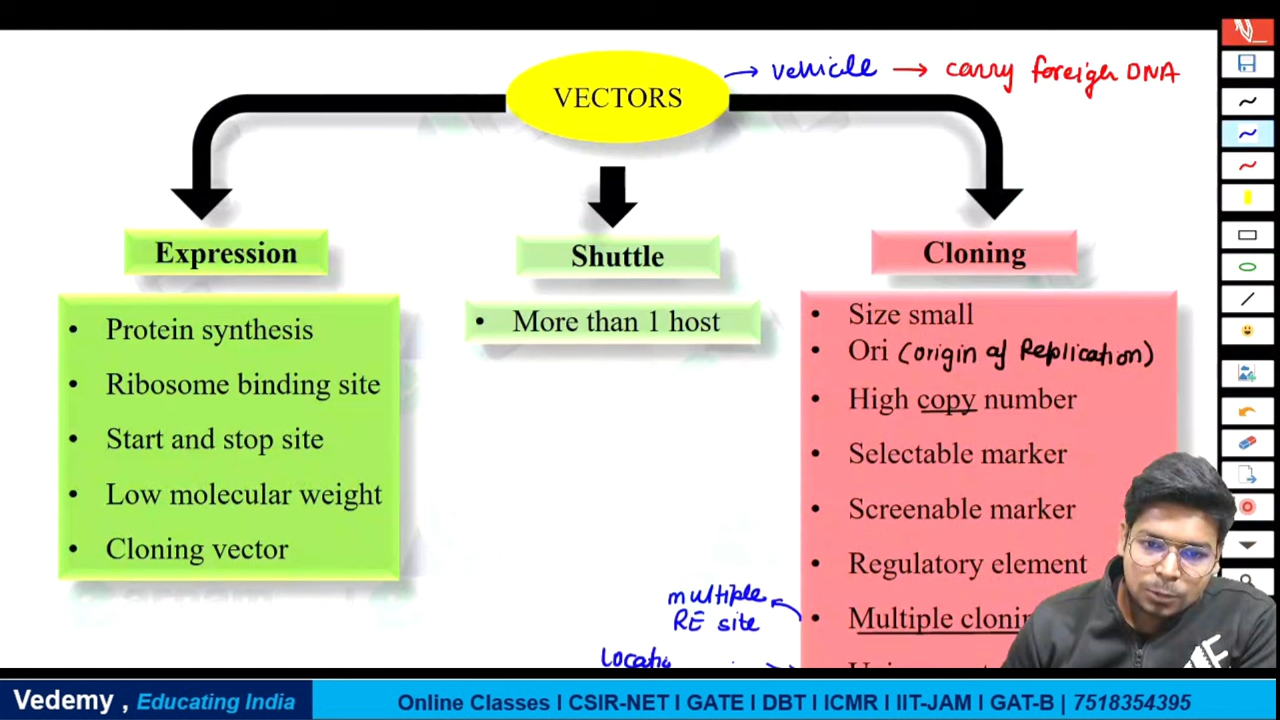 VECTORS → vehicle → carry foreign DNA
Expression
• Protein synthesis
• Ribosome binding site
• Start and stop site
• Low molecular weight
• Cloning vector
Shuttle
• More than 1 host
Cloning
• Size small
• Ori (origin of Replication)
• High copy number
• Selectable marker
• Screenable marker
• Regulatory element
• Multiple
multiple
RE site
Vedemy , Educating India
Online Classes I CSIR-NET I GATE I DBT I ICMR I IIT-JAM I GAT-B | 7518354395